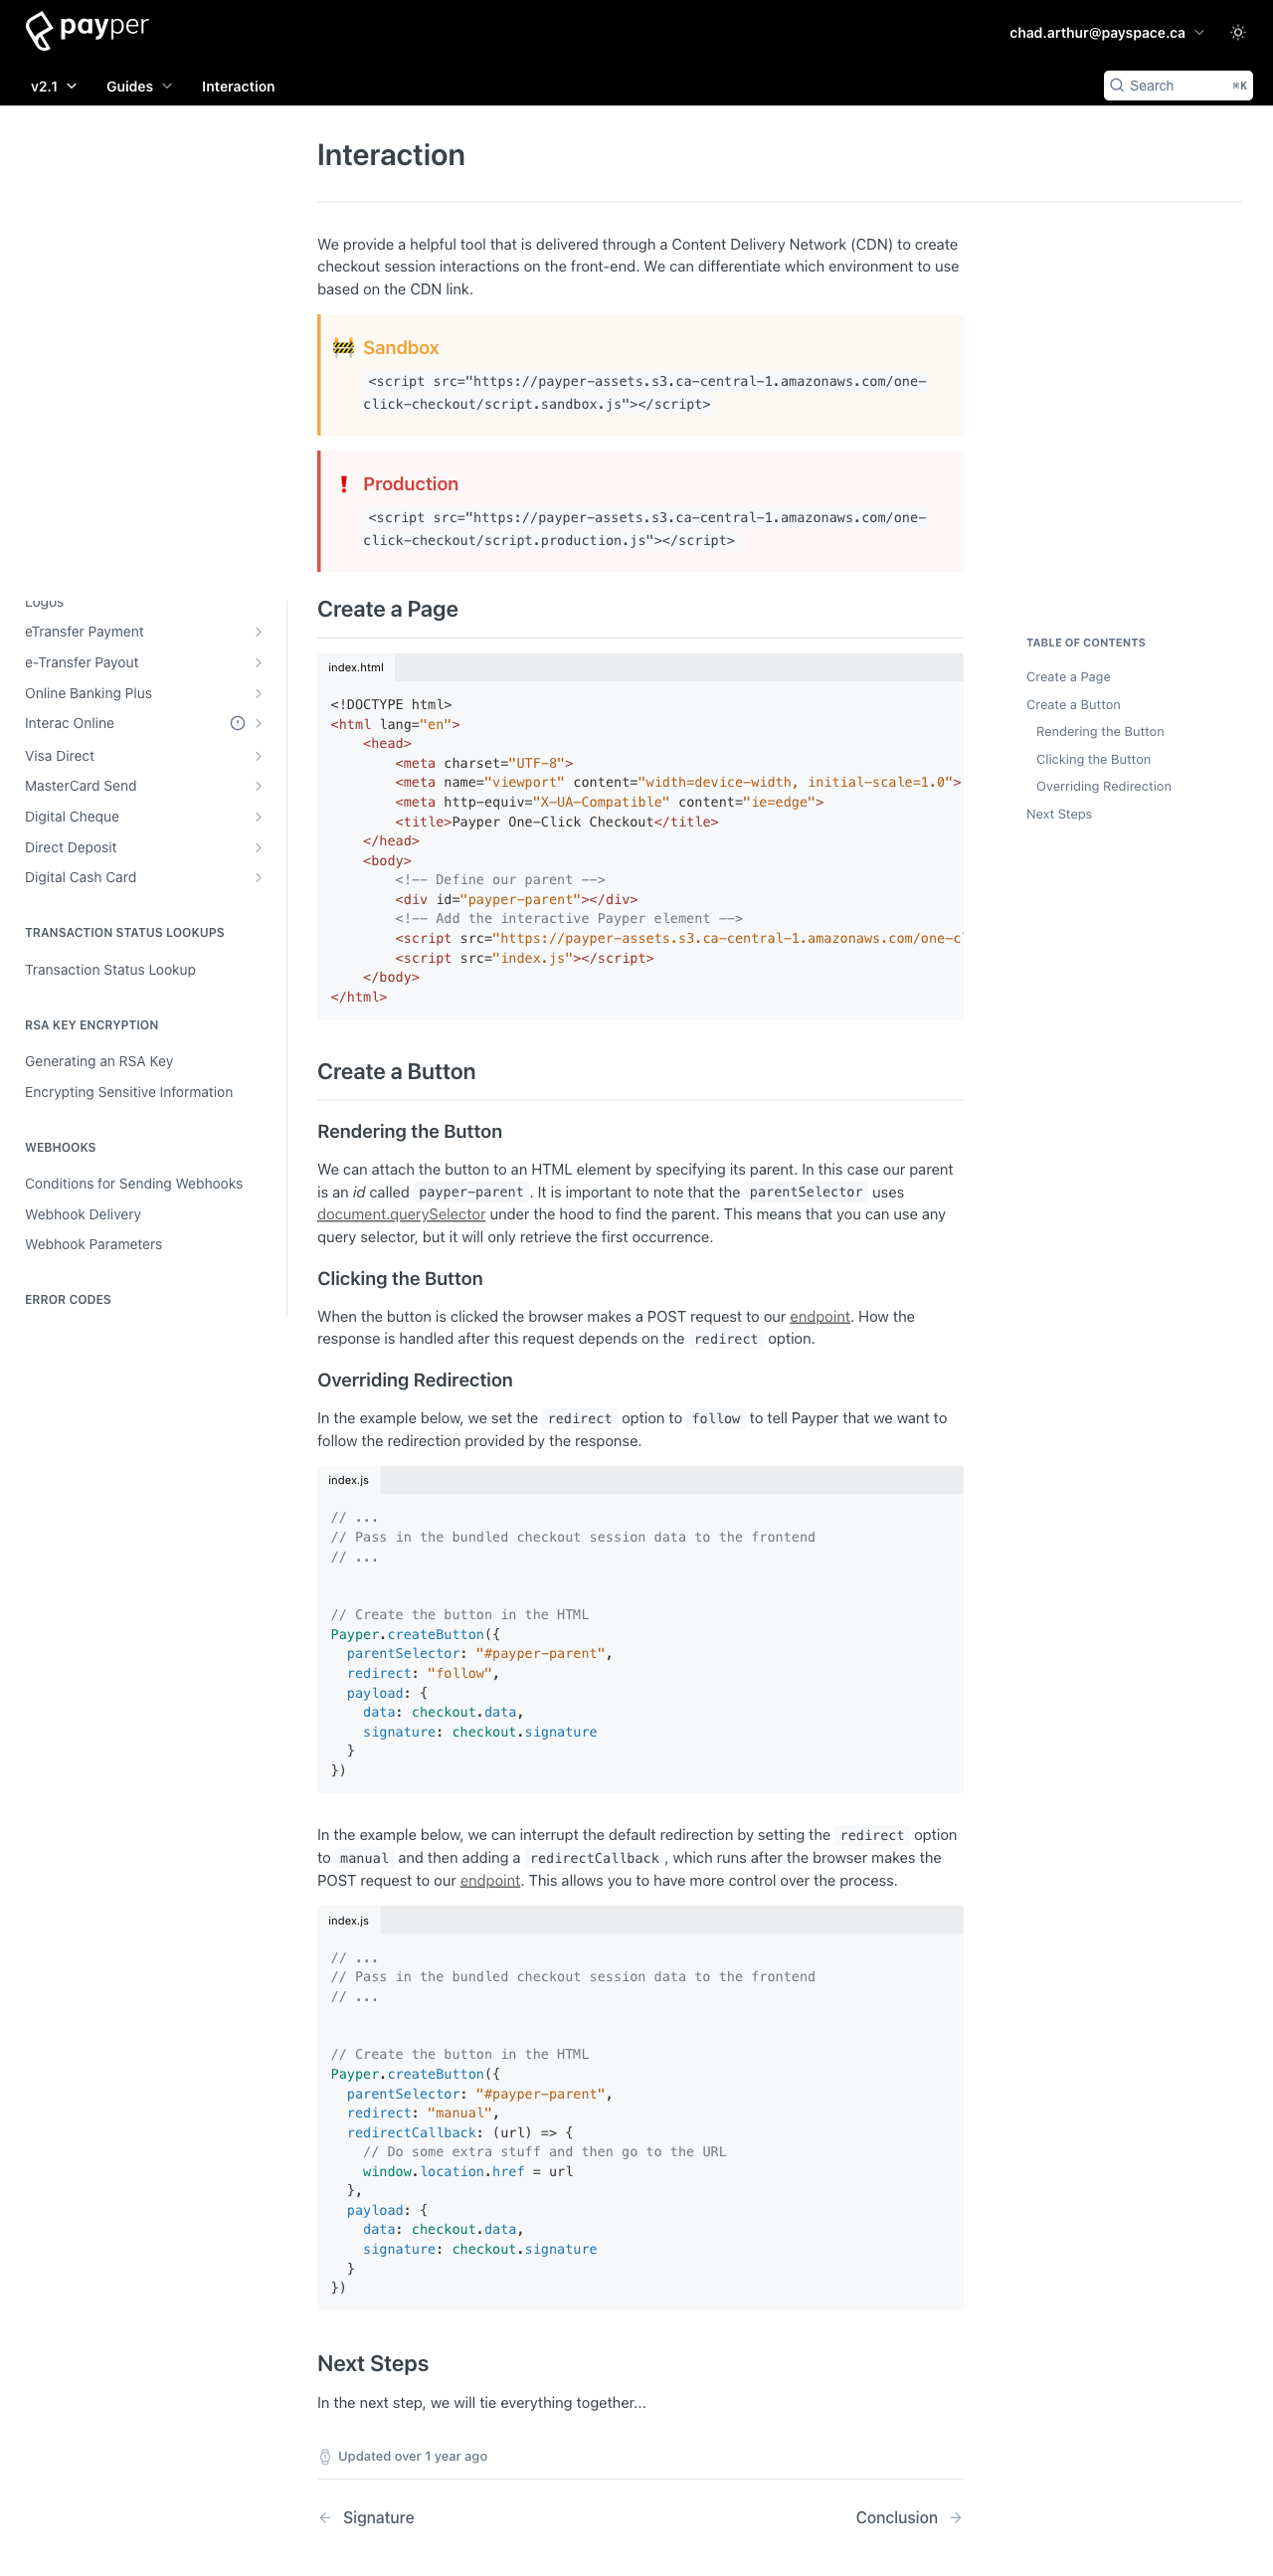 payper
chad.arthur@payspace.ca
v2.1
Guides
Interaction
Search
⌘K
Interaction
We provide a helpful tool that is delivered through a Content Delivery Network (CDN) to create
checkout session interactions on the front-end. We can differentiate which environment to use
based on the CDN link.
Sandbox
<script src="https://payper-assets.s3.ca-central-1.amazonaws.com/one-
click-checkout/script.sandbox.js"></script>
Production
<script src="https://payper-assets.s3.ca-central-1.amazonaws.com/one-
click-checkout/script.production.js"></script>
Logos
eTransfer Payment
e-Transfer Payout
Online Banking Plus
Interac Online
Visa Direct
MasterCard Send
Digital Cheque
Direct Deposit
Digital Cash Card
TRANSACTION STATUS LOOKUPS
Transaction Status Lookup
RSA KEY ENCRYPTION
Generating an RSA Key
Encrypting Sensitive Information
WEBHOOKS
Conditions for Sending Webhooks
Webhook Delivery
Webhook Parameters
ERROR CODES
Create a Page
index.html
<!DOCTYPE html>
<html lang="en">
    <head>
        <meta charset="UTF-8">
        <meta name="viewport" content="width=device-width, initial-scale=1.0">
        <meta http-equiv="X-UA-Compatible" content="ie=edge">
        <title>Payper One-Click Checkout</title>
    </head>
    <body>
        <!-- Define our parent -->
        <div id="payper-parent"></div>
        <!-- Add the interactive Payper element -->
        <script src="https://payper-assets.s3.ca-central-1.amazonaws.com/one-cl
        <script src="index.js"></script>
    </body>
</html>
Create a Button
Rendering the Button
We can attach the button to an HTML element by specifying its parent. In this case our parent
is an id called payper-parent. It is important to note that the parentSelector uses
document.querySelector under the hood to find the parent. This means that you can use any
query selector, but it will only retrieve the first occurrence.
Clicking the Button
When the button is clicked the browser makes a POST request to our endpoint. How the
response is handled after this request depends on the redirect option.
Overriding Redirection
In the example below, we set the redirect option to follow to tell Payper that we want to
follow the redirection provided by the response.
index.js
// ...
// Pass in the bundled checkout session data to the frontend
// ...
// Create the button in the HTML
Payper.createButton({
  parentSelector: "#payper-parent",
  redirect: "follow",
  payload: {
    data: checkout.data,
    signature: checkout.signature
  }
})
In the example below, we can interrupt the default redirection by setting the redirect option
to manual and then adding a redirectCallback, which runs after the browser makes the
POST request to our endpoint. This allows you to have more control over the process.
index.js
// ...
// Pass in the bundled checkout session data to the frontend
// ...
// Create the button in the HTML
Payper.createButton({
  parentSelector: "#payper-parent",
  redirect: "manual",
  redirectCallback: (url) => {
    // Do some extra stuff and then go to the URL
    window.location.href = url
  },
  payload: {
    data: checkout.data,
    signature: checkout.signature
  }
})
Next Steps
In the next step, we will tie everything together...
Updated over 1 year ago
Signature
Conclusion
TABLE OF CONTENTS
Create a Page
Create a Button
Rendering the Button
Clicking the Button
Overriding Redirection
Next Steps